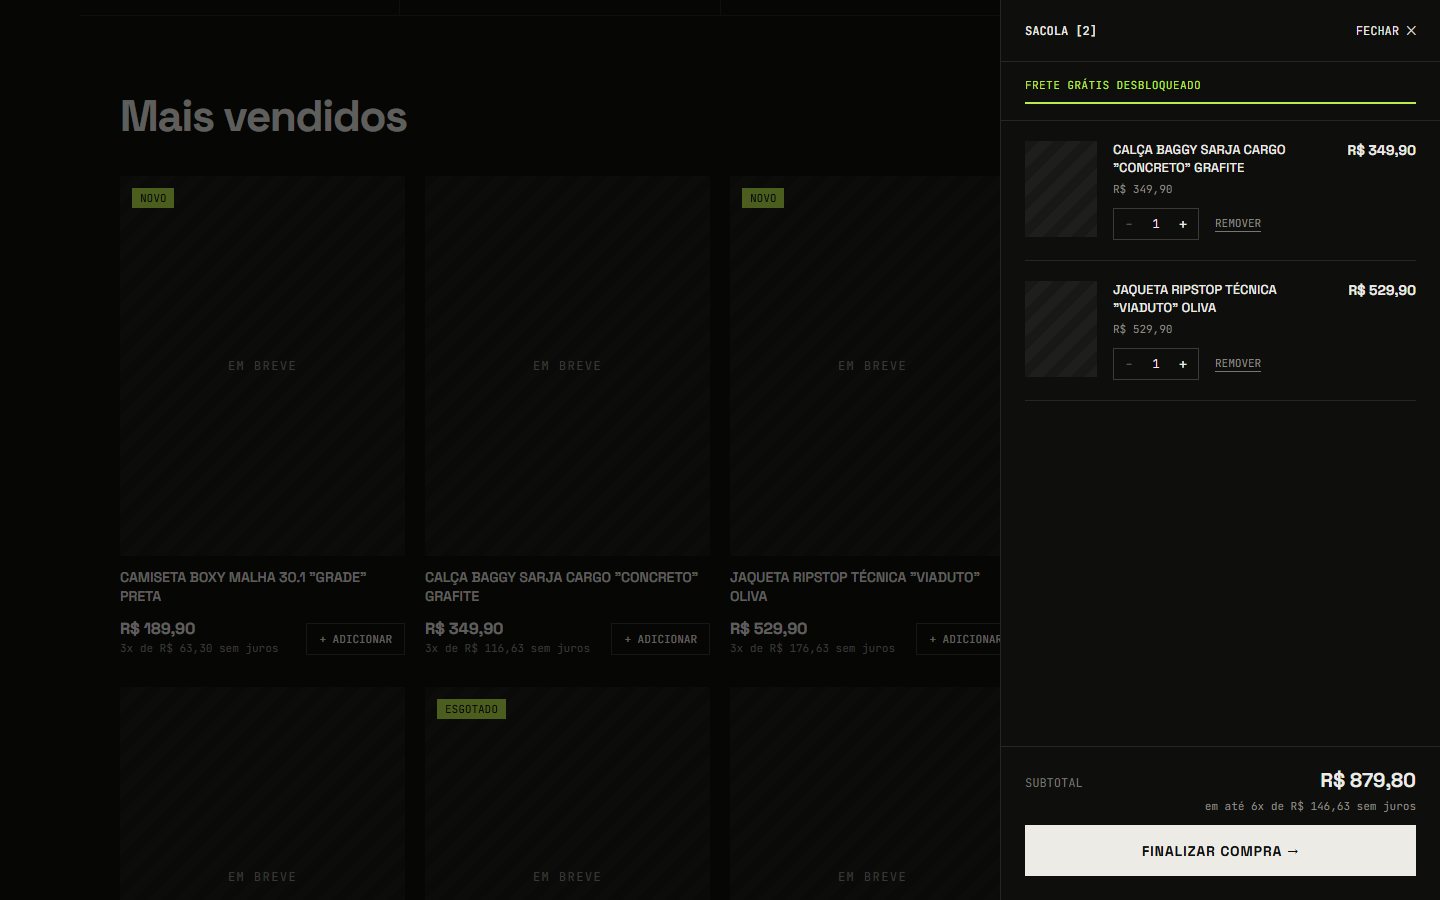 Mais vendidos
NOVO
NOVO
EM BREVE
EM BREVE
EM BREVE
CAMISETA BOXY MALHA 30.1 "GRADE"
PRETA
R$ 189,90
3x de R$ 63,30 sem juros
+ ADICIONAR
CALÇA BAGGY SARJA CARGO "CONCRETO"
GRAFITE
R$ 349,90
3x de R$ 116,63 sem juros
+ ADICIONAR
JAQUETA RIPSTOP TÉCNICA "VIADUTO"
OLIVA
R$ 529,90
3x de R$ 176,63 sem juros
+ ADICIONAR
ESGOTADO
EM BREVE
EM BREVE
EM BREVE
SACOLA [2]
FECHAR ×
FRETE GRÁTIS DESBLOQUEADO
CALÇA BAGGY SARJA CARGO
"CONCRETO" GRAFITE
R$ 349,90
R$ 349,90
- 1 +
REMOVER
JAQUETA RIPSTOP TÉCNICA
"VIADUTO" OLIVA
R$ 529,90
R$ 529,90
- 1 +
REMOVER
SUBTOTAL
R$ 879,80
em até 6x de R$ 146,63 sem juros
FINALIZAR COMPRA →